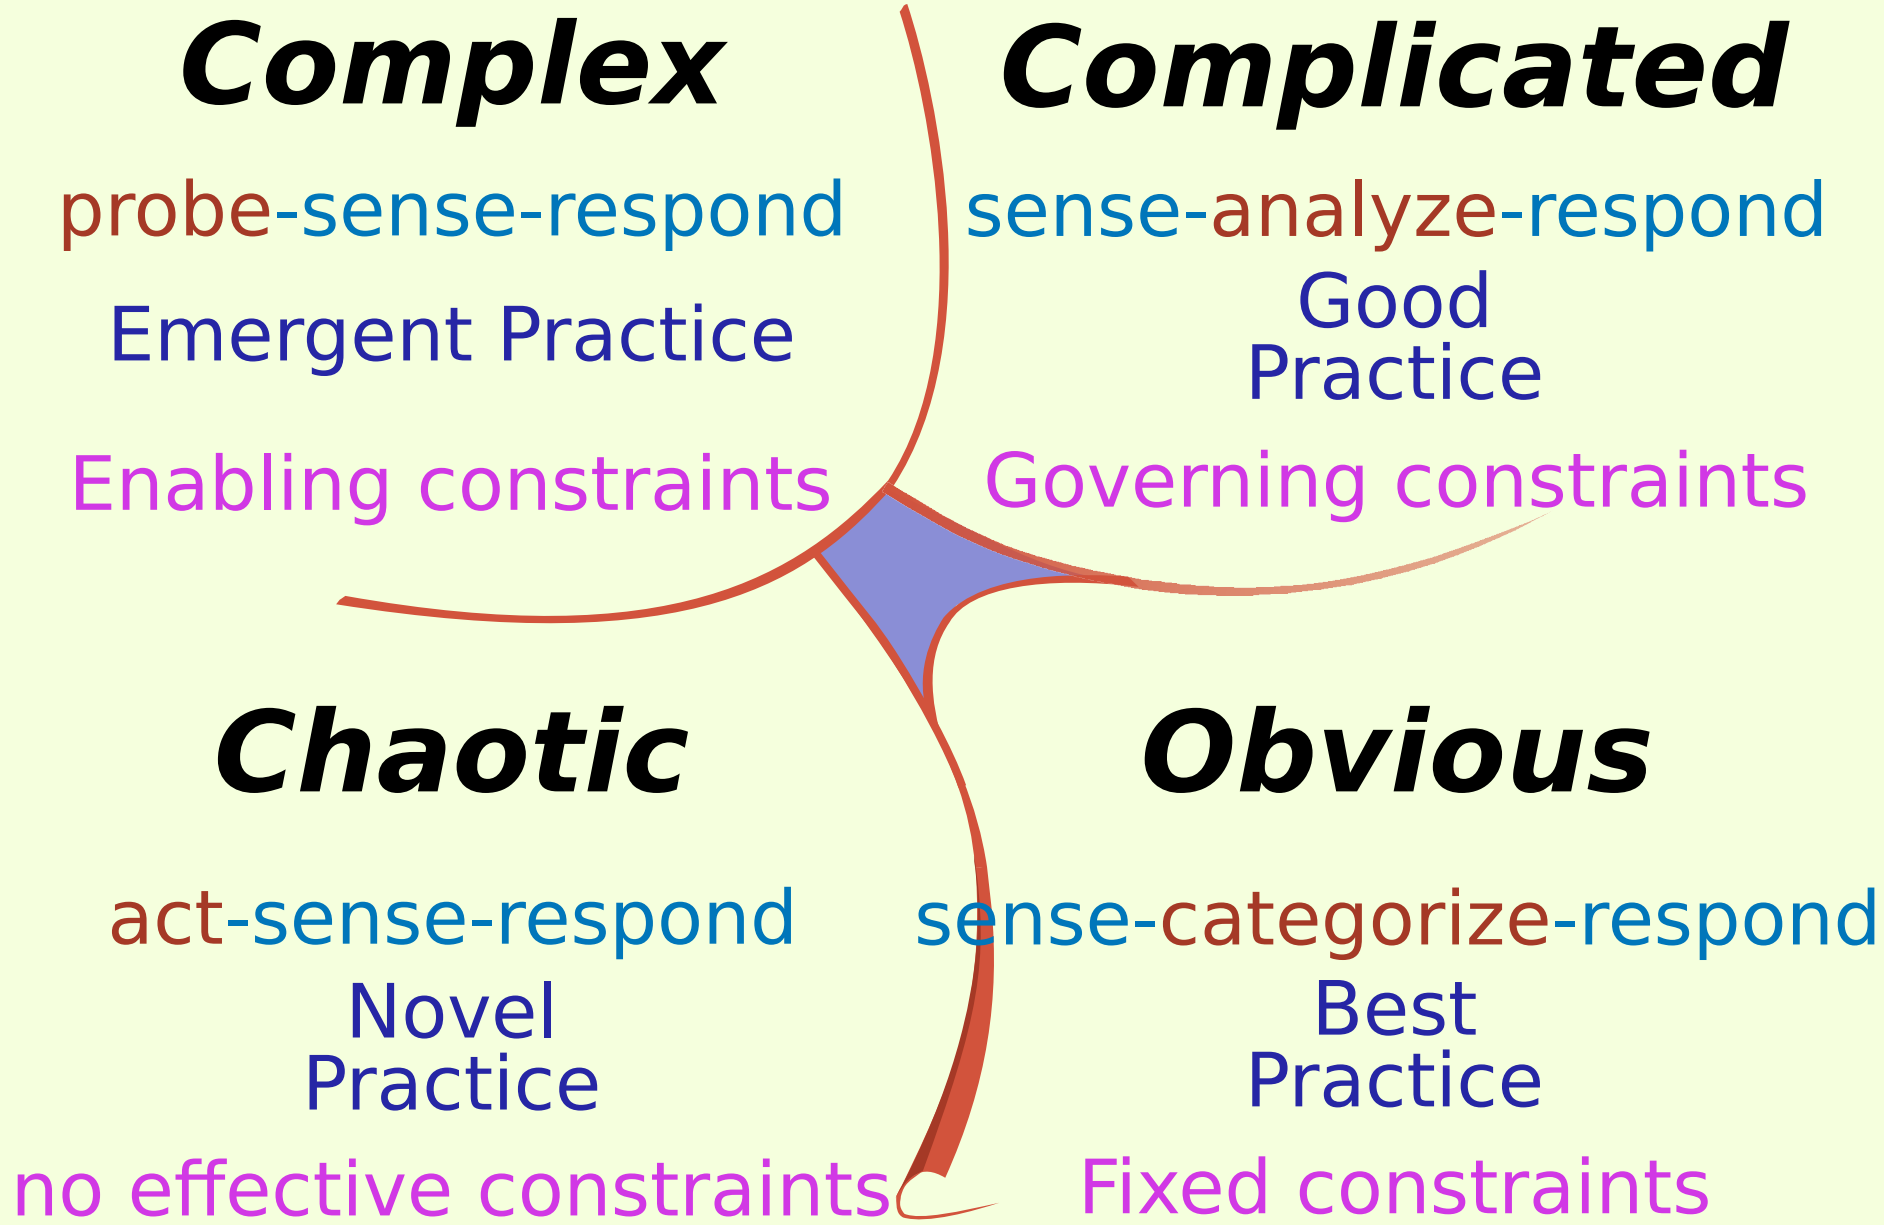 Complex
probe-sense-respond
Emergent Practice
Enabling constraints
Complicated
sense-analyze-respond
Good
Practice
Governing constraints
Chaotic
act-sense-respond
Novel
Practice
no effective constraints
Obvious
sense-categorize-respond
Best
Practice
Fixed constraints